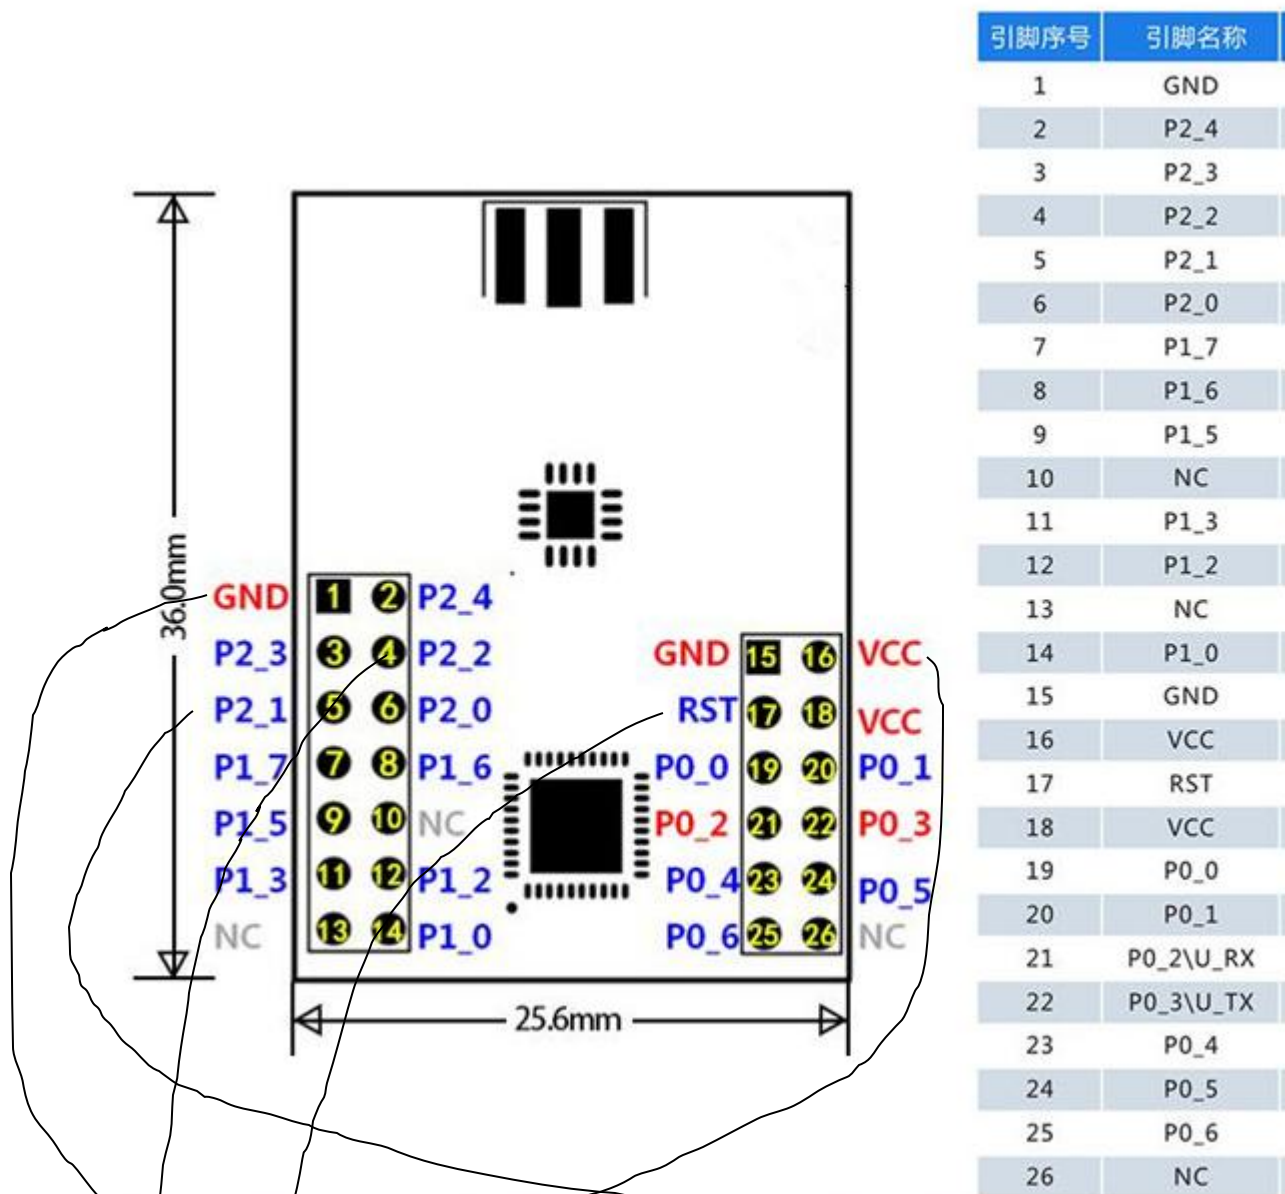 36.0mm
GND 1 2 P2_4
P2_3 3 4 P2_2
P2_1 5 6 P2_0
P1_7 7 8 P1_6
P1_5 9 10 NC
P1_3 11 12 P1_2
NC 13 14 P1_0
GND 15 16 VCC
RST 17 18 VCC
P0_0 19 20 P0_1
P0_2 21 22 P0_3
P0_4 23 24 P0_5
P0_6 25 26 NC
25.6mm
引脚序号 引脚名称
1 GND
2 P2_4
3 P2_3
4 P2_2
5 P2_1
6 P2_0
7 P1_7
8 P1_6
9 P1_5
10 NC
11 P1_3
12 P1_2
13 NC
14 P1_0
15 GND
16 VCC
17 RST
18 VCC
19 P0_0
20 P0_1
21 P0_2\U_RX
22 P0_3\U_TX
23 P0_4
24 P0_5
25 P0_6
26 NC